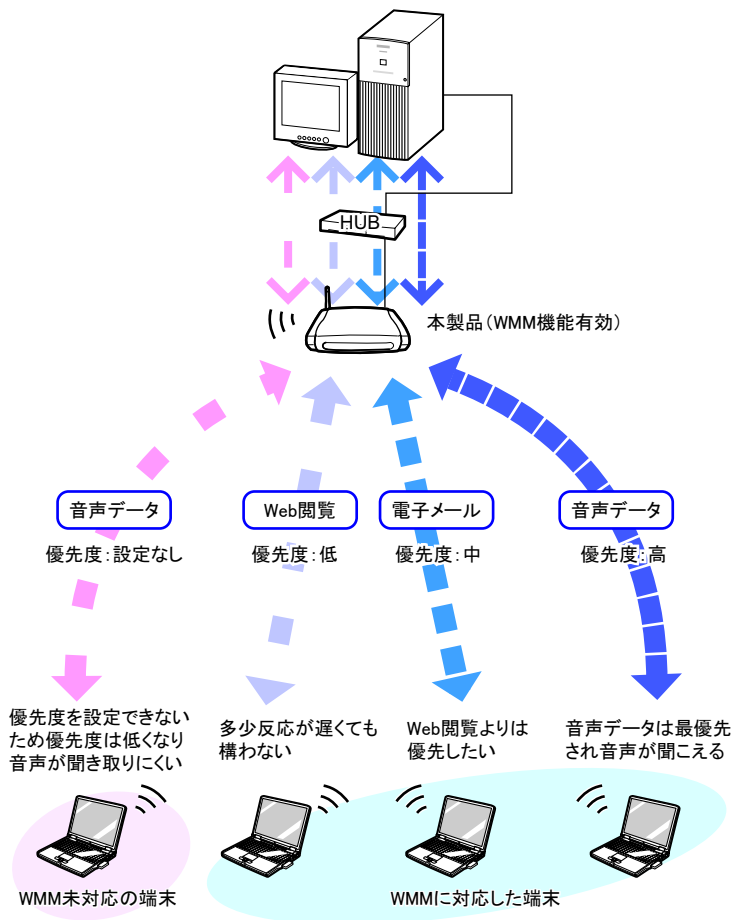 HUB
本製品（WMM機能有効）
音声データ
優先度：設定なし
Web閲覧
優先度：低
電子メール
優先度：中
音声データ
優先度：高
優先度を設定できない
ため優先度は低くなり
音声が聞き取りにくい
多少反応が遅くても
構わない
Web閲覧よりは
優先したい
音声データは最優先
され音声が聞こえる
WMM未対応の端末
WMMに対応した端末